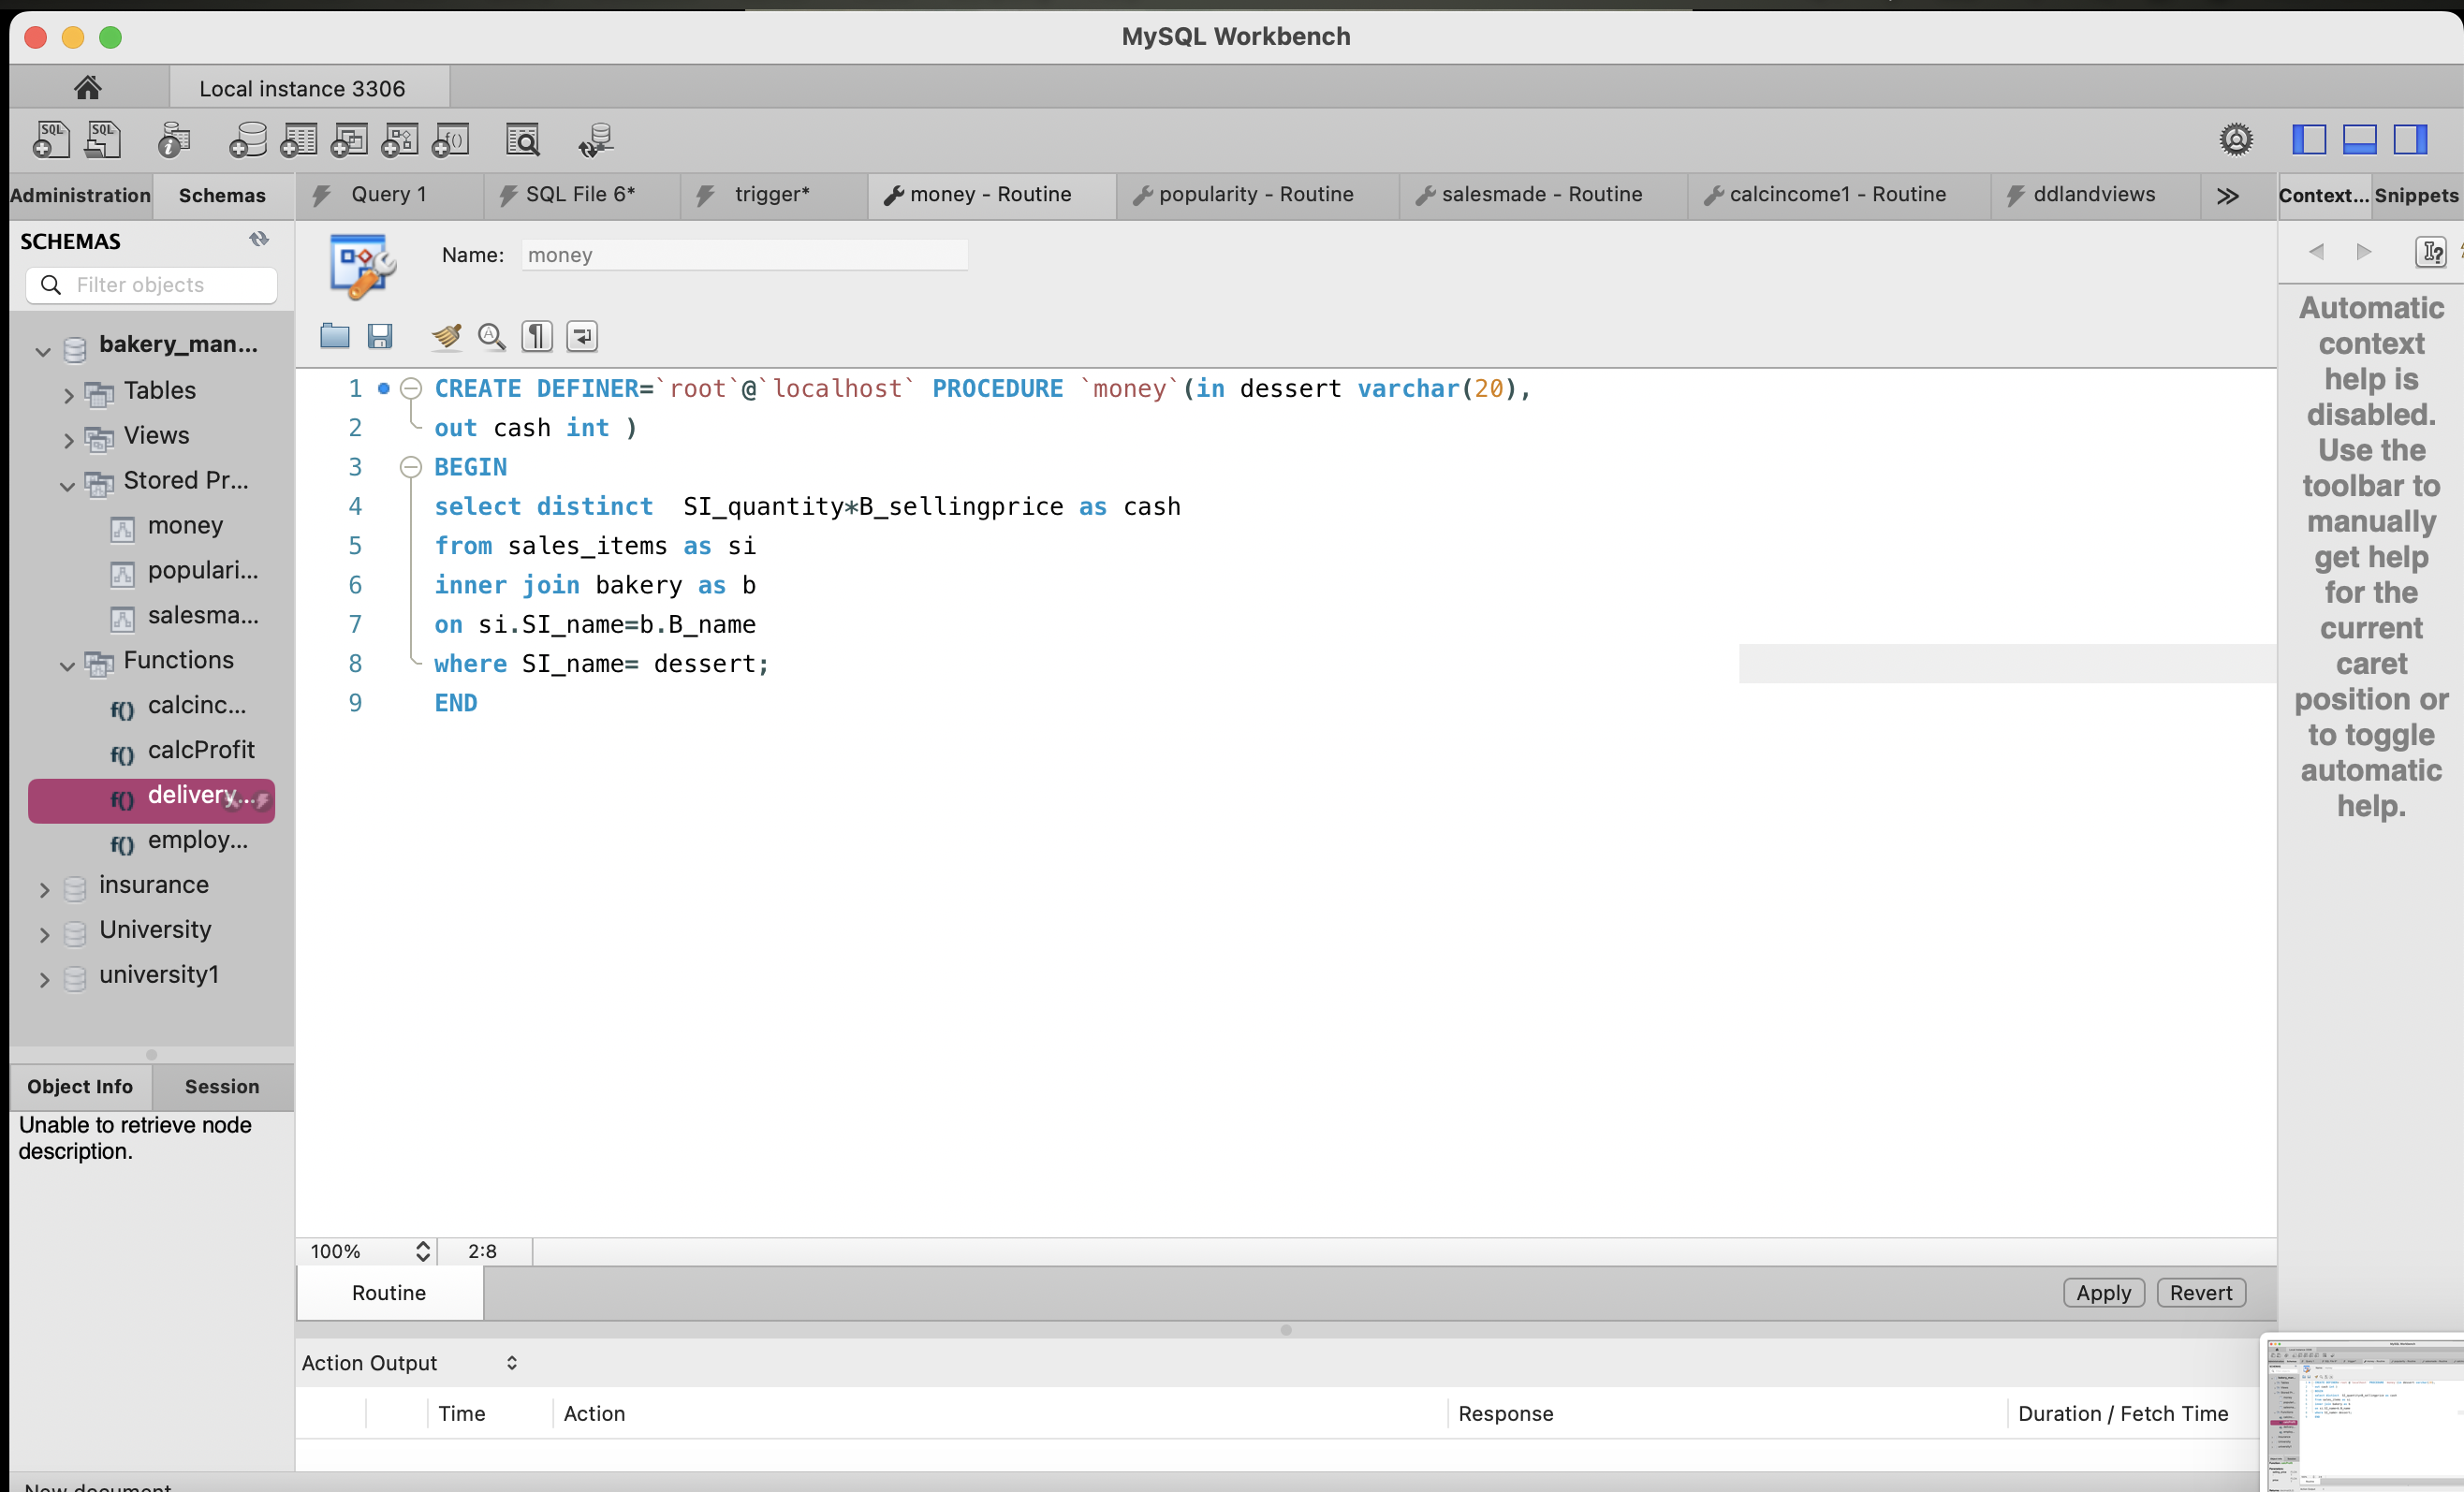 MySQL Workbench
Local instance 3306
Administration Schemas Query 1 SQL File 6* trigger* money - Routine popularity - Routine salesmade - Routine calcincome1 - Routine ddlandviews Context... Snippets
SCHEMAS
Filter objects
bakery_man...
Tables
Views
Stored Pr...
money
populari...
salesma...
Functions
calcinc...
calcProfit
delivery...
employ...
insurance
University
university1
Object Info Session
Unable to retrieve node
description.
Name: money
1 CREATE DEFINER=`root`@`localhost` PROCEDURE `money`(in dessert varchar(20),
2 out cash int )
3 BEGIN
4 select distinct  SI_quantity*B_sellingprice as cash
5 from sales_items as si
6 inner join bakery as b
7 on si.SI_name=b.B_name
8 where SI_name= dessert;
9 END
100% 2:8
Routine Apply Revert
Action Output
Time Action Response Duration / Fetch Time
Automatic
context
help is
disabled.
Use the
toolbar to
manually
get help
for the
current
caret
position or
to toggle
automatic
help.
New document